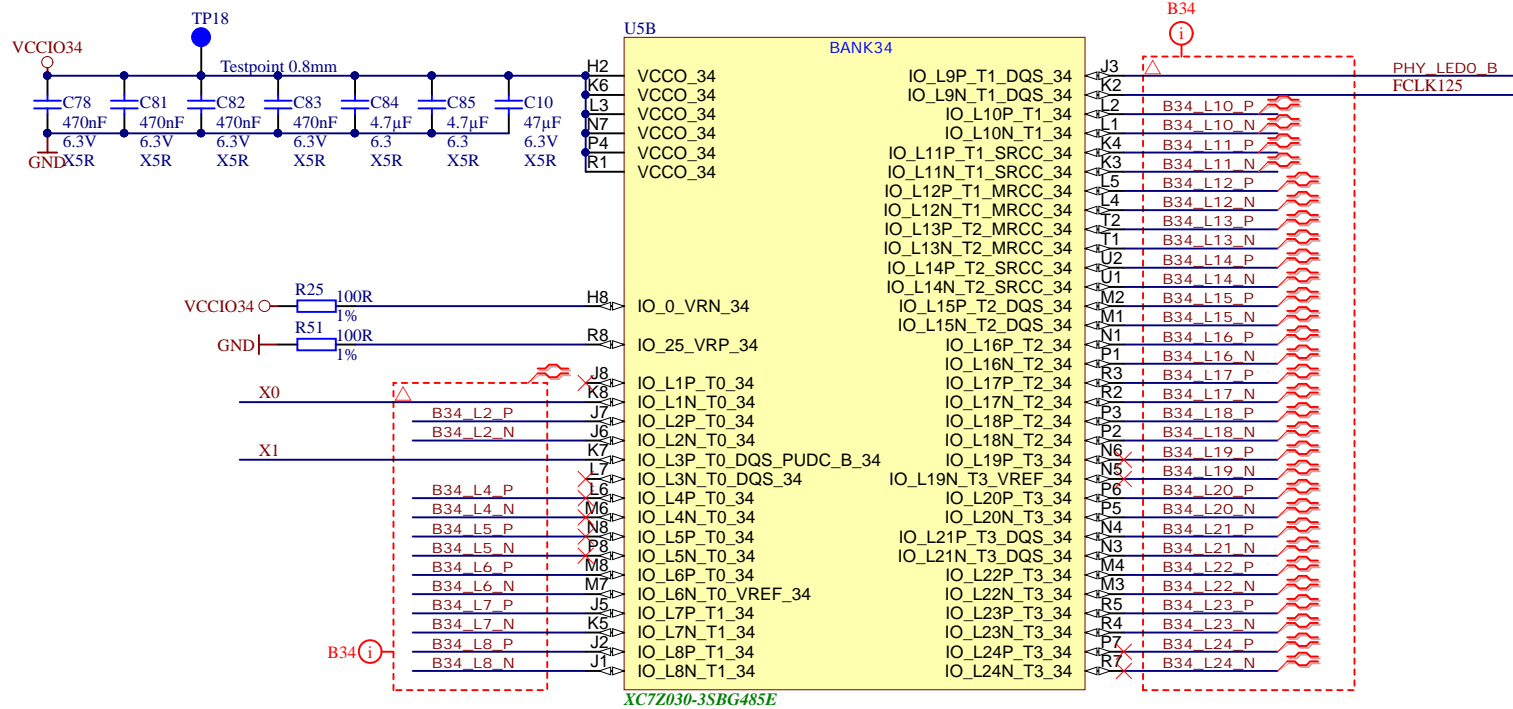 B34
TP18
U5B
VCCIO34
BANK34
Testpoint 0.8mm
C78
470nF
6.3V
X5R
C81
470nF
6.3V
X5R
C82
470nF
6.3V
X5R
C83
470nF
6.3V
X5R
C84
4.7µF
6.3
X5R
C85
4.7µF
6.3
X5R
C10
47µF
6.3V
X5R
GND
H2 VCCO_34
K6 VCCO_34
L3 VCCO_34
N7 VCCO_34
P4 VCCO_34
R1 VCCO_34
VCCIO34 R25 100R 1% H8 IO_0_VRN_34
GND R51 100R 1% R8 IO_25_VRP_34
J8 IO_L1P_T0_34
X0 K8 IO_L1N_T0_34
B34_L2_P J7 IO_L2P_T0_34
B34_L2_N J6 IO_L2N_T0_34
X1 K7 IO_L3P_T0_DQS_PUDC_B_34
L7 IO_L3N_T0_DQS_34
B34_L4_P L6 IO_L4P_T0_34
B34_L4_N M6 IO_L4N_T0_34
B34_L5_P N8 IO_L5P_T0_34
B34_L5_N P8 IO_L5N_T0_34
B34_L6_P M8 IO_L6P_T0_34
B34_L6_N M7 IO_L6N_T0_VREF_34
B34_L7_P J5 IO_L7P_T1_34
B34_L7_N K5 IO_L7N_T1_34
B34 i
B34_L8_P J2 IO_L8P_T1_34
B34_L8_N J1 IO_L8N_T1_34
i
IO_L9P_T1_DQS_34 J3 PHY_LED0_B
IO_L9N_T1_DQS_34 K2 FCLK125
IO_L10P_T1_34 L2 B34_L10_P
IO_L10N_T1_34 L1 B34_L10_N
IO_L11P_T1_SRCC_34 K4 B34_L11_P
IO_L11N_T1_SRCC_34 K3 B34_L11_N
IO_L12P_T1_MRCC_34 L5 B34_L12_P
IO_L12N_T1_MRCC_34 L4 B34_L12_N
IO_L13P_T2_MRCC_34 T2 B34_L13_P
IO_L13N_T2_MRCC_34 T1 B34_L13_N
IO_L14P_T2_SRCC_34 U2 B34_L14_P
IO_L14N_T2_SRCC_34 U1 B34_L14_N
IO_L15P_T2_DQS_34 M2 B34_L15_P
IO_L15N_T2_DQS_34 M1 B34_L15_N
IO_L16P_T2_34 N1 B34_L16_P
IO_L16N_T2_34 P1 B34_L16_N
IO_L17P_T2_34 R3 B34_L17_P
IO_L17N_T2_34 R2 B34_L17_N
IO_L18P_T2_34 P3 B34_L18_P
IO_L18N_T2_34 P2 B34_L18_N
IO_L19P_T3_34 N6 B34_L19_P
IO_L19N_T3_VREF_34 N5 B34_L19_N
IO_L20P_T3_34 P6 B34_L20_P
IO_L20N_T3_34 P5 B34_L20_N
IO_L21P_T3_DQS_34 N4 B34_L21_P
IO_L21N_T3_DQS_34 N3 B34_L21_N
IO_L22P_T3_34 M4 B34_L22_P
IO_L22N_T3_34 M3 B34_L22_N
IO_L23P_T3_34 R5 B34_L23_P
IO_L23N_T3_34 R4 B34_L23_N
IO_L24P_T3_34 P7 B34_L24_P
IO_L24N_T3_34 R7 B34_L24_N
XC7Z030-3SBG485E